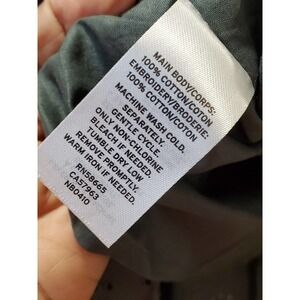 MAIN BODY/CORPS:
100% COTTON/COTON
EMBROIDERY/BRODERIE:
100% COTTON/COTON
MACHINE WASH COLD.
SEPARATELY.
GENTLE CYCLE.
ONLY NON-CHLORINE
BLEACH IF NEEDED.
TUMBLE DRY LOW
REMOVE PROMPTLY.
WARM IRON IF NEEDED.
RN58665
CA57963
NB0410